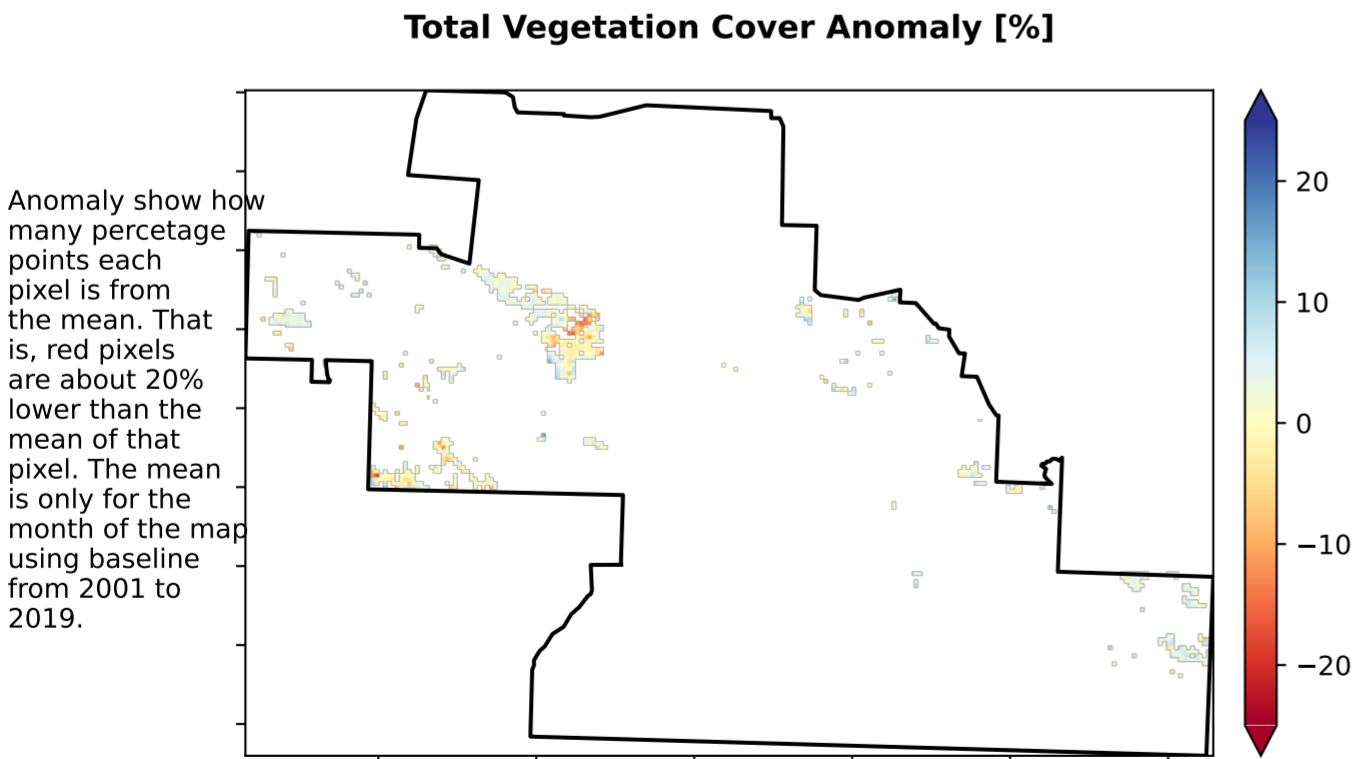 Total Vegetation Cover Anomaly [%]
Anomaly show how
many percetage
points each
pixel is from
the mean. That
is, red pixels
are about 20%
lower than the
mean of that
pixel. The mean
is only for the
month of the map
using baseline
from 2001 to
2019.
20
10
0
−10
−20